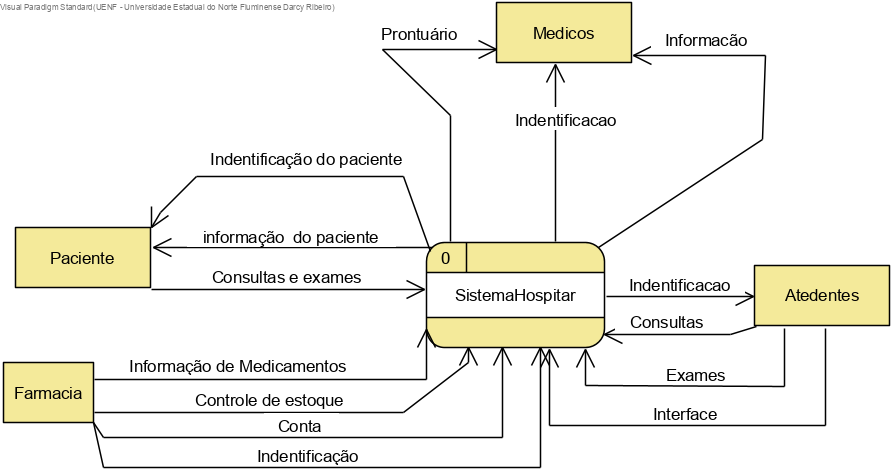 Visual Paradigm Standard(UENF - Universidade Estadual do Norte Fluminense Darcy Ribeiro)
Prontuário
Medicos
Informacão
Indentificacao
Indentificação do paciente
informação do paciente
Paciente
Consultas e exames
0
SistemaHospitar
Indentificacao
Atedentes
Consultas
Informação de Medicamentos
Exames
Farmacia
Controle de estoque
Interface
Conta
Indentificação